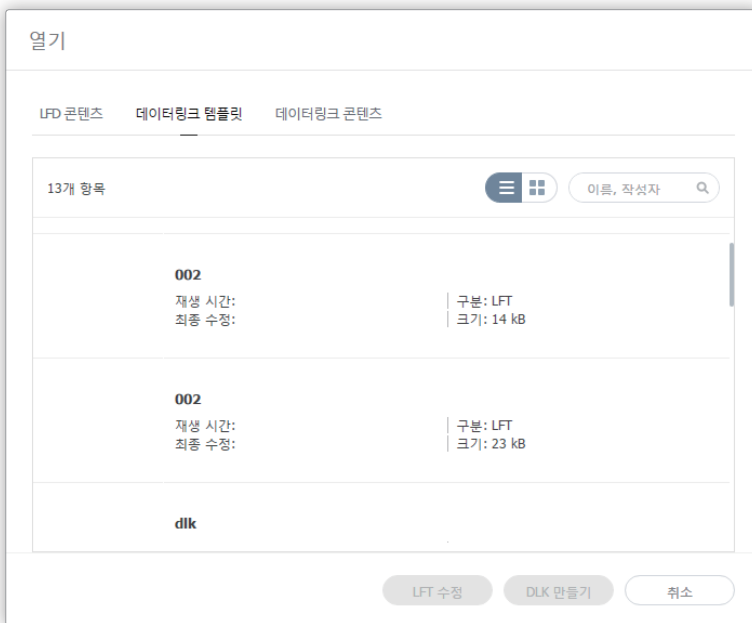 열기
LFD 콘텐츠 데이터링크 템플릿 데이터링크 콘텐츠
13개 항목 이름, 작성자
002
재생 시간: 구분: LFT
최종 수정: 크기: 14 kB
002
재생 시간: 구분: LFT
최종 수정: 크기: 23 kB
dlk
LFT 수정 DLK 만들기 취소